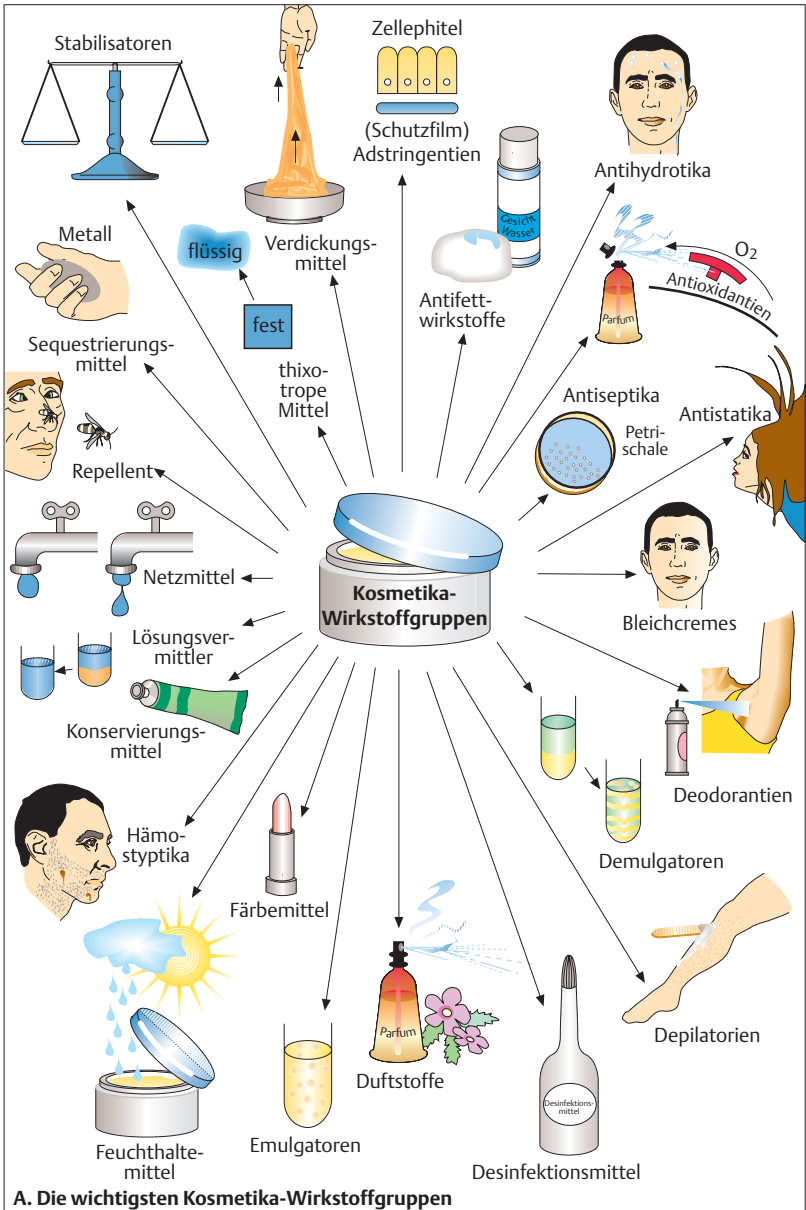 Stabilisatoren
Zellephitel
(Schutzfilm)
Adstringentien
Gesicht
Wasser
Antihydrotika
Metall
flüssig
Verdickungs-
mittel
O2
Antioxidantien
Parfum
fest
Antifett-
wirkstoffe
Sequestrierungs-
mittel
thixo-
trope
Mittel
Antiseptika
Petri-
schale
Antistatika
Repellent
Netzmittel
Kosmetika-
Wirkstoffgruppen
Bleichcremes
Lösungsver-
mittler
Konservierungs-
mittel
Deodorantien
Hämo-
styptika
Färbemittel
Demulgatoren
Parfum
Duftstoffe
Depilatorien
Desinfektions-
mittel
Feuchthalte-
mittel
Emulgatoren
Desinfektionsmittel
A. Die wichtigsten Kosmetika-Wirkstoffgruppen